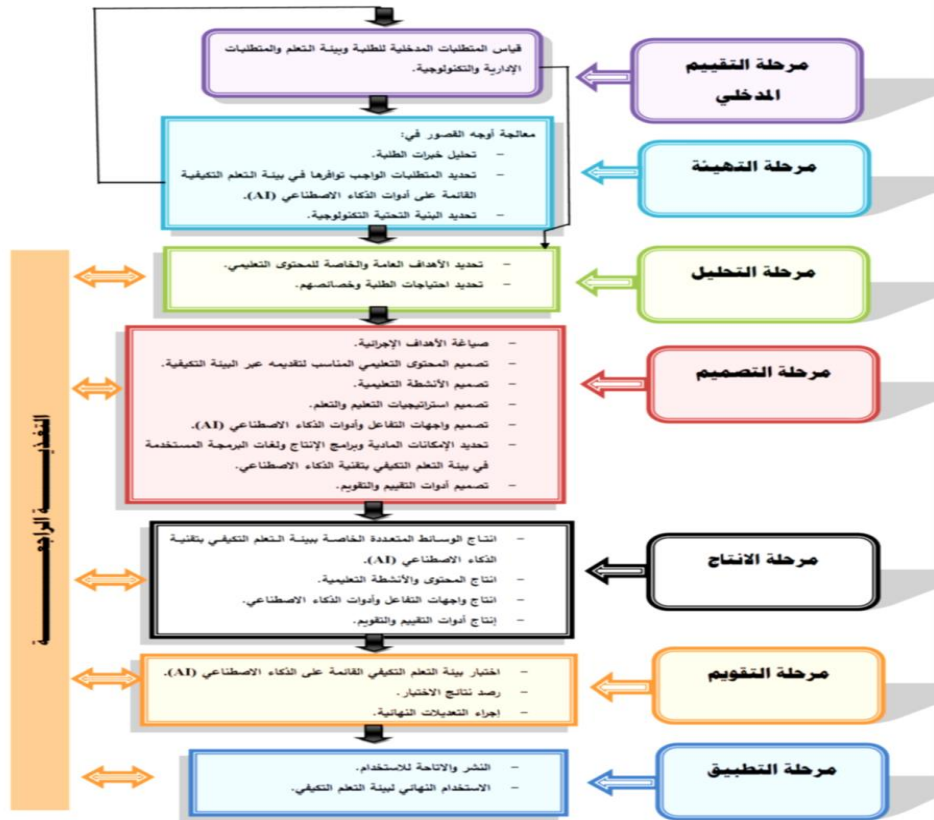 مرحلة التقييم
المدخلي
قياس المتطلبات المدخلية للطلبة وبيئة التعلم والمتطلبات
الإدارية والتكنولوجية.
مرحلة التهيئة
معالجة أوجه القصور في:
– تحليل خبرات الطلبة.
– تحديد المتطلبات الواجب توافرها في بيئة التعلم التكيفية
القائمة على أدوات الذكاء الاصطناعي (AI).
– تحديد البنية التحتية التكنولوجية.
مرحلة التحليل
– تحديد الأهداف العامة والخاصة للمحتوى التعليمي.
– تحديد احتياجات الطلبة وخصائصهم.
مرحلة التصميم
– صياغة الأهداف الإجرائية.
– تصميم المحتوى التعليمي المناسب لتقديمه عبر البيئة التكيفية.
– تصميم الأنشطة التعليمية.
– تصميم استراتيجيات التعليم والتعلم.
– تصميم واجهات التفاعل وأدوات الذكاء الاصطناعي (AI).
– تحديد الإمكانات المادية وبرامج الإنتاج ولغات البرمجة المستخدمة
في بيئة التعلم التكيفي بتقنية الذكاء الاصطناعي.
– تصميم أدوات التقييم والتقويم.
مرحلة الانتاج
– انتاج الوسائط المتعددة الخاصة ببيئة التعلم التكيفي بتقنية
الذكاء الاصطناعي (AI).
– انتاج المحتوى والأنشطة التعليمية.
– انتاج واجهات التفاعل وأدوات الذكاء الاصطناعي.
– إنتاج أدوات التقييم والتقويم.
مرحلة التقويم
– اختبار بيئة التعلم التكيفي القائمة على الذكاء الاصطناعي (AI).
– رصد نتائج الاختبار.
– إجراء التعديلات النهائية.
مرحلة التطبيق
– النشر والاتاحة للاستخدام.
– الاستخدام النهائي لبيئة التعلم التكيفي.
التغذيـــة الراجعـــة